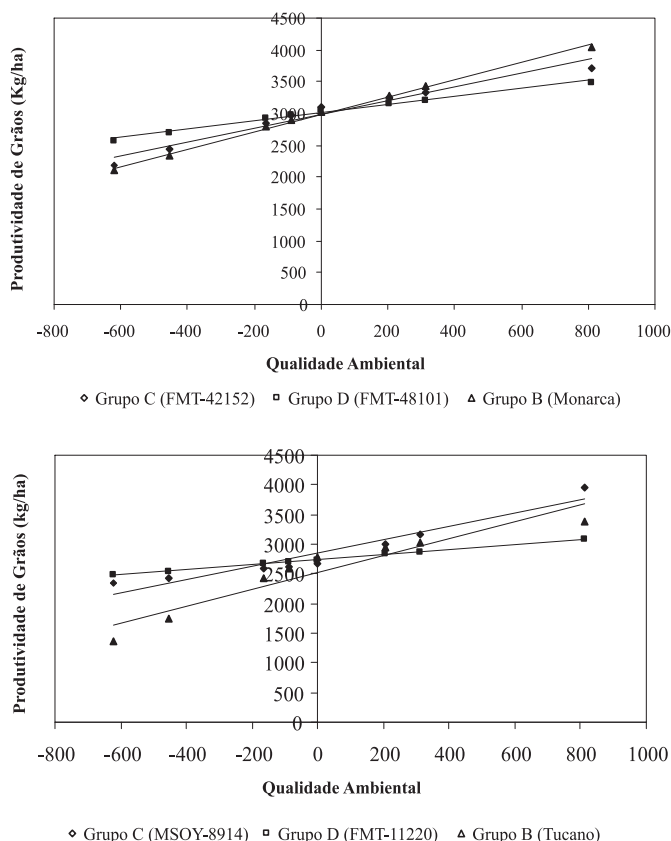 4500
4000
3500
3000
2500
2000
1500
1000
500
0
Produtividade de Grãos (Kg/ha)
-800 -600 -400 -200 0 200 400 600 800 1000
Qualidade Ambiental
Grupo C (FMT-42152) Grupo D (FMT-48101) Grupo B (Monarca)
4500
4000
3500
3000
2500
2000
1500
1000
500
0
Produtividade de Grãos (kg/ha)
-800 -600 -400 -200 0 200 400 600 800 1000
Qualidade Ambiental
Grupo C (MSOY-8914) Grupo D (FMT-11220) Grupo B (Tucano)